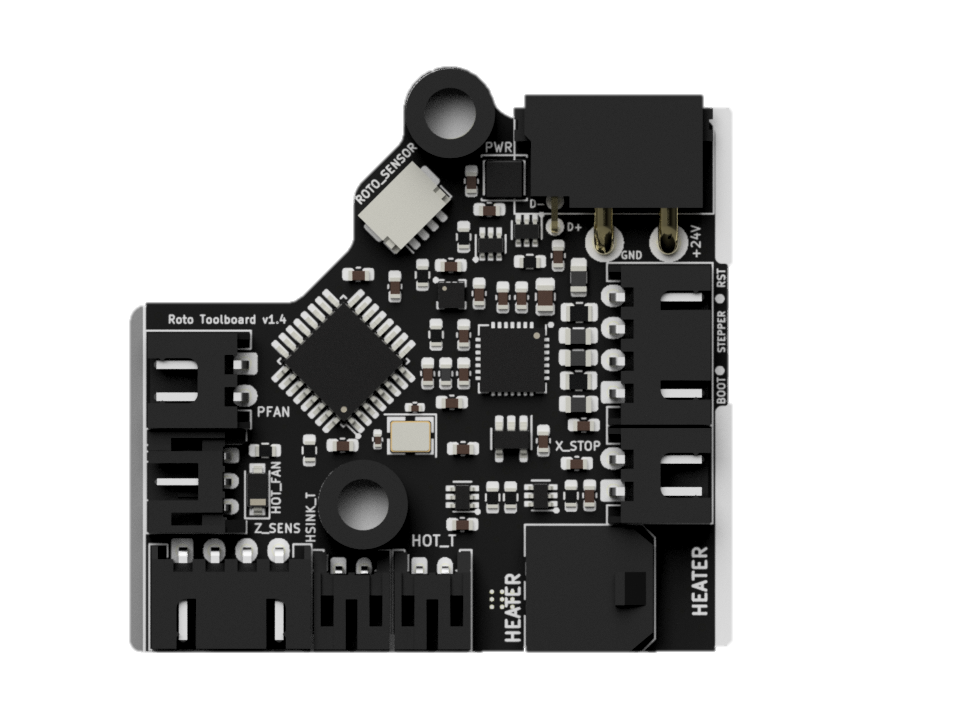 PWR
ROTO_SENSOR
D-
D+
GND
+24V
RST
STEPPER
BOOT
Roto Toolboard v1.4
PFAN
X_STOP
HOT_FAN
HSINK_T
Z_SENS
HOT_T
HEATER
HEATER